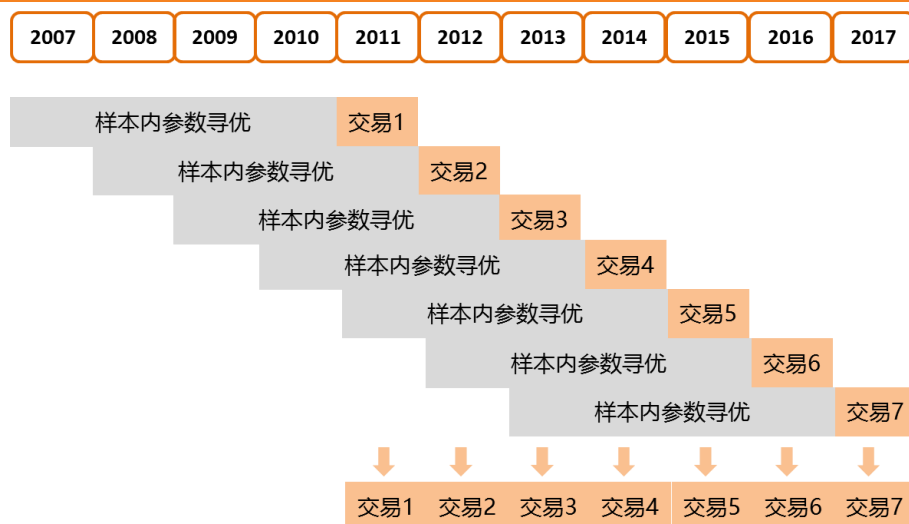 2007 2008 2009 2010 2011 2012 2013 2014 2015 2016 2017
样本内参数寻优 交易1
样本内参数寻优 交易2
样本内参数寻优 交易3
样本内参数寻优 交易4
样本内参数寻优 交易5
样本内参数寻优 交易6
样本内参数寻优 交易7
交易1 交易2 交易3 交易4 交易5 交易6 交易7